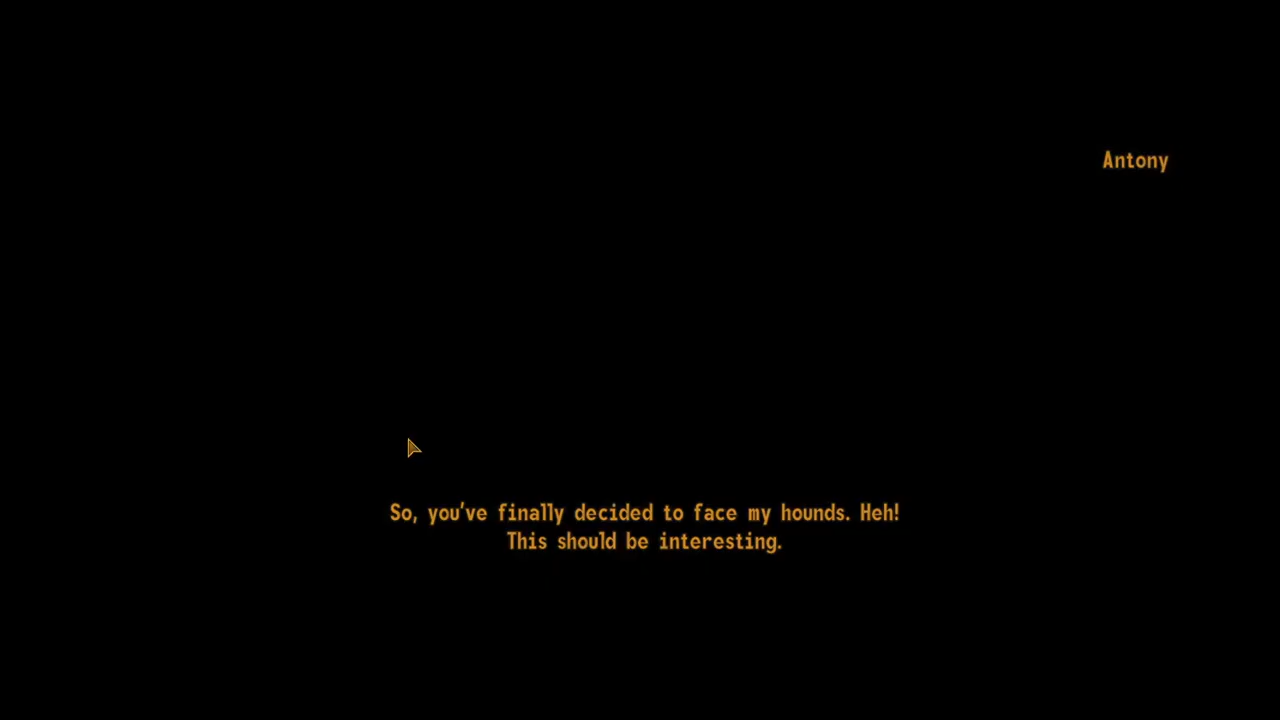 Antony
So, you've finally decided to face my hounds. Heh!
This should be interesting.